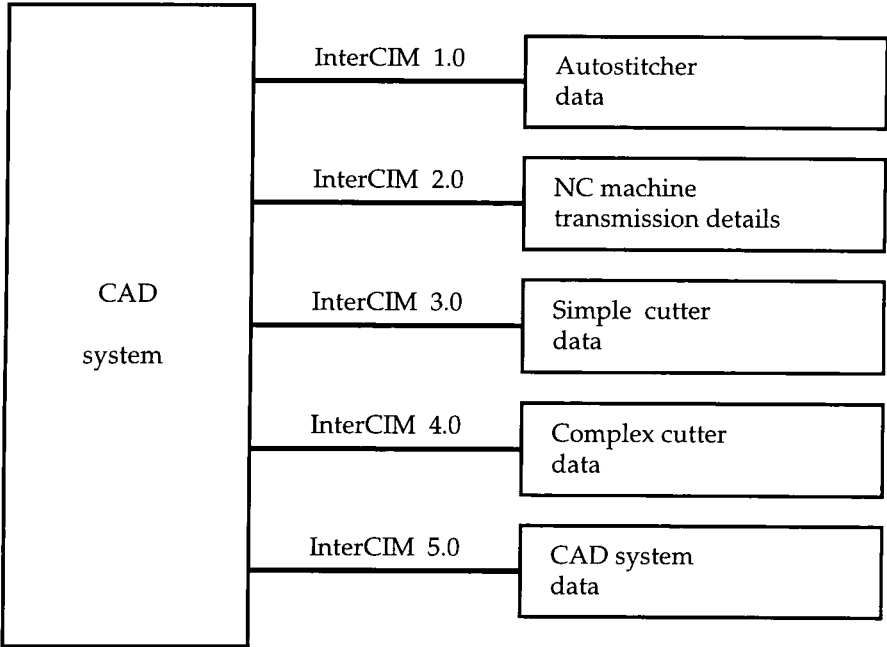 InterCIM 1.0
Autostitcher
data
InterCIM 2.0
NC machine
transmission details
CAD
system
InterCIM 3.0
Simple cutter
data
InterCIM 4.0
Complex cutter
data
InterCIM 5.0
CAD system
data